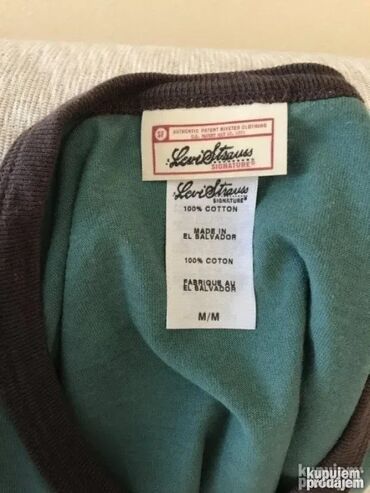 SF
AUTHENTIC PATENT RIVETED CLOTHING
Levi Strauss
SIGNATURE
Levi Strauss
SIGNATURE
100% COTTON
MADE IN
EL SALVADOR
100% COTON
FABRIQUE AU
EL SALVADOR
M/M
kupujem
prodajem